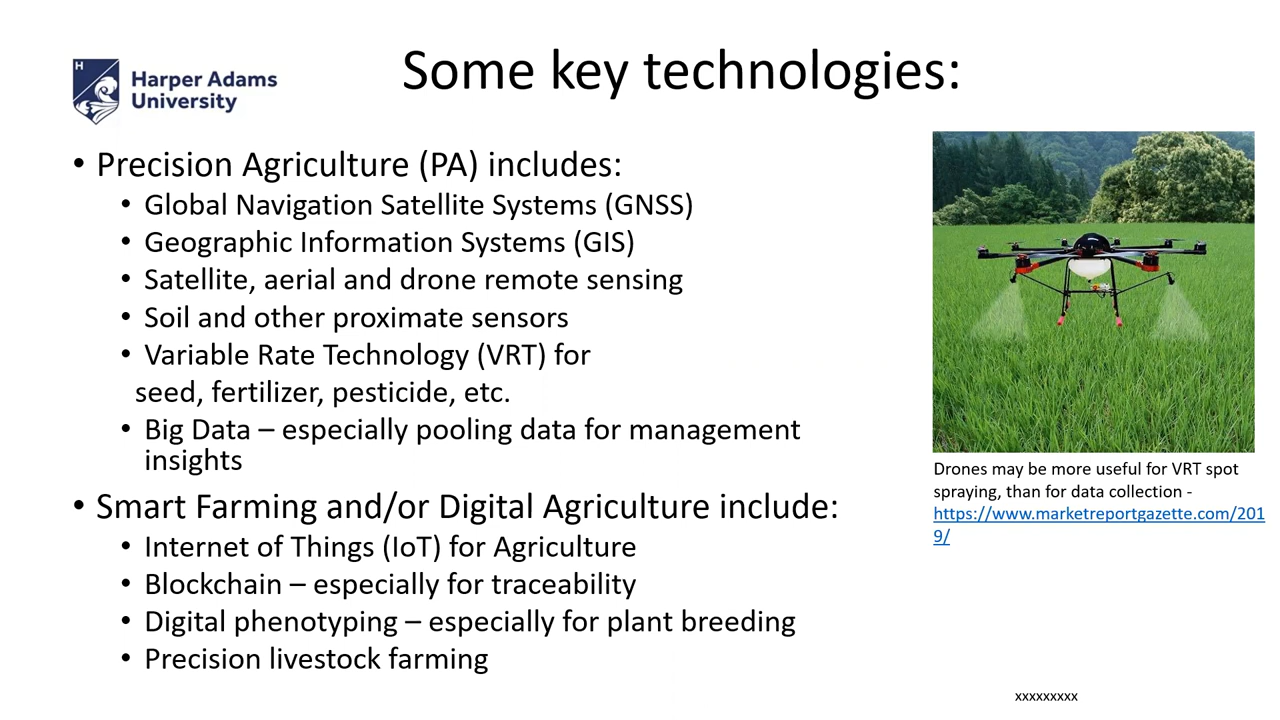 H
Harper Adams
University
Some key technologies:
• Precision Agriculture (PA) includes:
• Global Navigation Satellite Systems (GNSS)
• Geographic Information Systems (GIS)
• Satellite, aerial and drone remote sensing
• Soil and other proximate sensors
• Variable Rate Technology (VRT) for
seed, fertilizer, pesticide, etc.
• Big Data – especially pooling data for management
insights
• Smart Farming and/or Digital Agriculture include:
• Internet of Things (IoT) for Agriculture
• Blockchain – especially for traceability
• Digital phenotyping – especially for plant breeding
• Precision livestock farming
Drones may be more useful for VRT spot
spraying, than for data collection -
https://www.marketreportgazette.com/201
9/
xxxxxxxxx